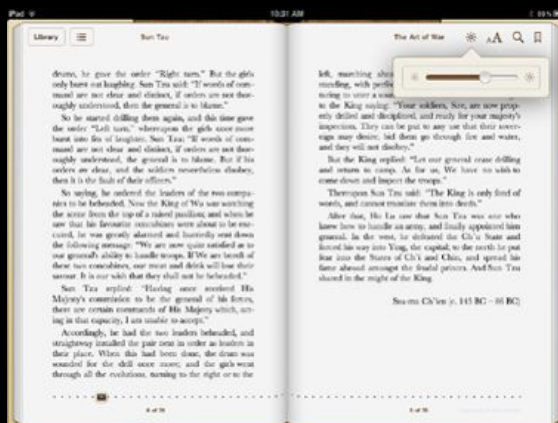 iPad
10:21 AM
Library
Sun Tzu
The Art of War
AA
drums, he gave the order "Right turn." But the girls
only burst out laughing. Sun Tzu said: "If words of com-
mand are not clear and distinct, if orders are not thor-
oughly understood, then the general is to blame."
So he started drilling them again, and this time gave
the order "Left turn," whereupon the girls once more
burst into fits of laughter. Sun Tzu: "If words of com-
mand are not clear and distinct, if orders are not thor-
oughly understood, the general is to blame. But if his
orders are clear, and the soldiers nevertheless disobey,
then it is the fault of their officers."
So saying, he ordered the leaders of the two compa-
nies to be beheaded. Now the King of Wu was watching
the scene from the top of a raised pavilion; and when he
saw that his favourite concubines were about to be exe-
cuted, he was greatly alarmed and hurriedly sent down
the following message: "We are now quite satisfied as to
our general's ability to handle troops. If We are bereft of
these two concubines, our meat and drink will lose their
savour. It is our wish that they shall not be beheaded."
Sun Tzu replied: "Having once received His
Majesty's commission to be the general of his forces,
there are certain commands of His Majesty which, act-
ing in that capacity, I am unable to accept."
Accordingly, he had the two leaders beheaded, and
straightway installed the pair next in order as leaders in
their place. When this had been done, the drum was
sounded for the drill once more; and the girls went
through all the evolutions, turning to the right or to the
left, marching
standing, with
turing to utter a
to the King saying: "Your soldiers, Sire, are now prop-
erly drilled and disciplined, and ready for your majesty's
inspection. They can be put to any use that their sover-
eign may desire; bid them go through fire and water,
and they will not disobey."
But the King replied: "Let our general cease drilling
and return to camp. As for us, We have no wish to
come down and inspect the troops."
Thereupon Sun Tzu said: "The King is only fond of
words, and cannot translate them into deeds."
After that, Ho Lu saw that Sun Tzu was one who
knew how to handle an army, and finally appointed him
general. In the west, he defeated the Ch'u State and
forced his way into Ying, the capital; to the north he put
fear into the States of Ch'i and Chin, and spread his
fame abroad amongst the feudal princes. And Sun Tzu
shared in the might of the King.
Ssu-ma Ch'ien (c. 145 BC – 86 BC)